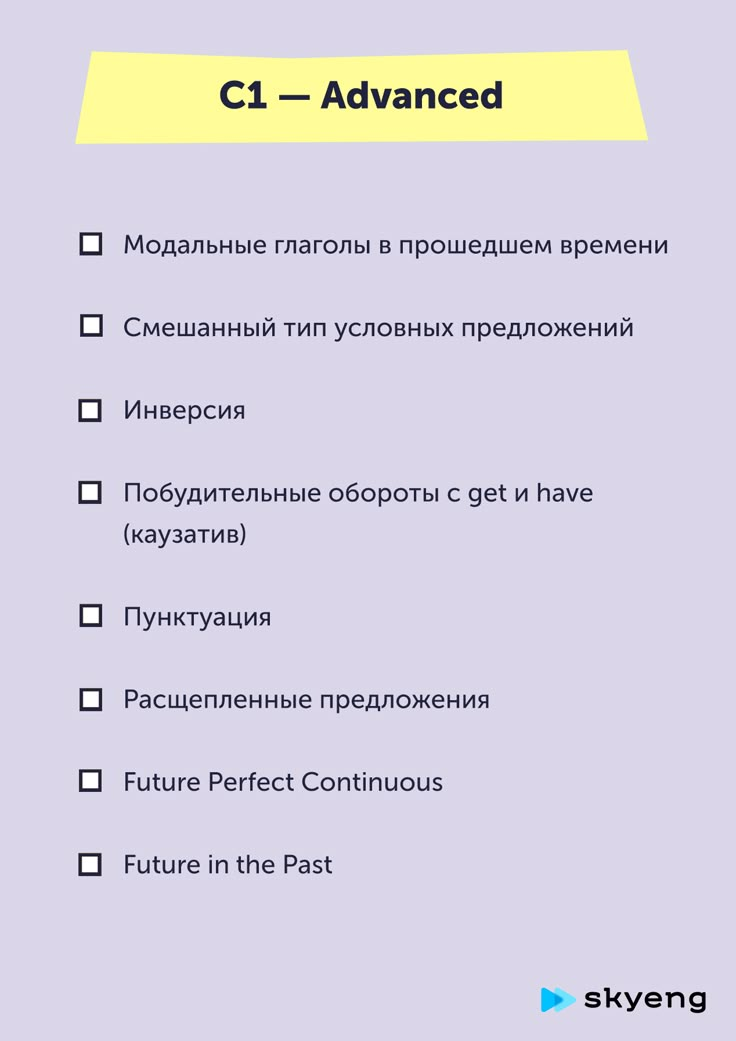 C1 — Advanced
Модальные глаголы в прошедшем времени
Смешанный тип условных предложений
Инверсия
Побудительные обороты с get и have
(каузатив)
Пунктуация
Расщепленные предложения
Future Perfect Continuous
Future in the Past
skyeng